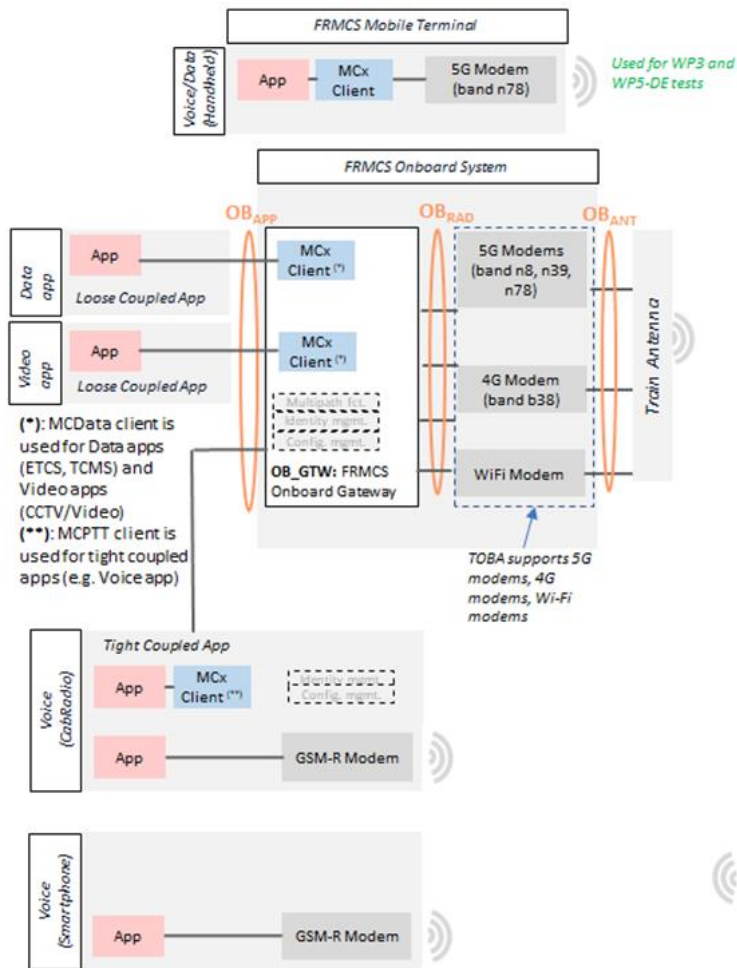 FRMCS Mobile Terminal
Voice/Data
(Handheld)
App
MCx
Client
5G Modem
(band n78)
Used for WP3 and
WP5-DE tests
FRMCS Onboard System
OBAPP
OBRAD
OBANT
Data
app
App
Loose Coupled App
MCx
Client (*)
5G Modems
(band n8, n39,
n78)
Video
app
App
Loose Coupled App
MCx
Client (*)
4G Modem
(band b38)
Train Antenna
Multipath fct.
Identity mgmt.
Config. mgmt.
OB_GTW: FRMCS
Onboard Gateway
WiFi Modem
(*): MCData client is
used for Data apps
(ETCS, TCMS) and
Video apps
(CCTV/Video)
(**): MCPTT client is
used for tight coupled
apps (e.g. Voice app)
TOBA supports 5G
modems, 4G
modems, Wi-Fi
modems
Voice
(CabRadio)
Tight Coupled App
App
MCx
Client (**)
Identity mgmt.
Config. mgmt.
App
GSM-R Modem
Voice
(Smartphone)
App
GSM-R Modem